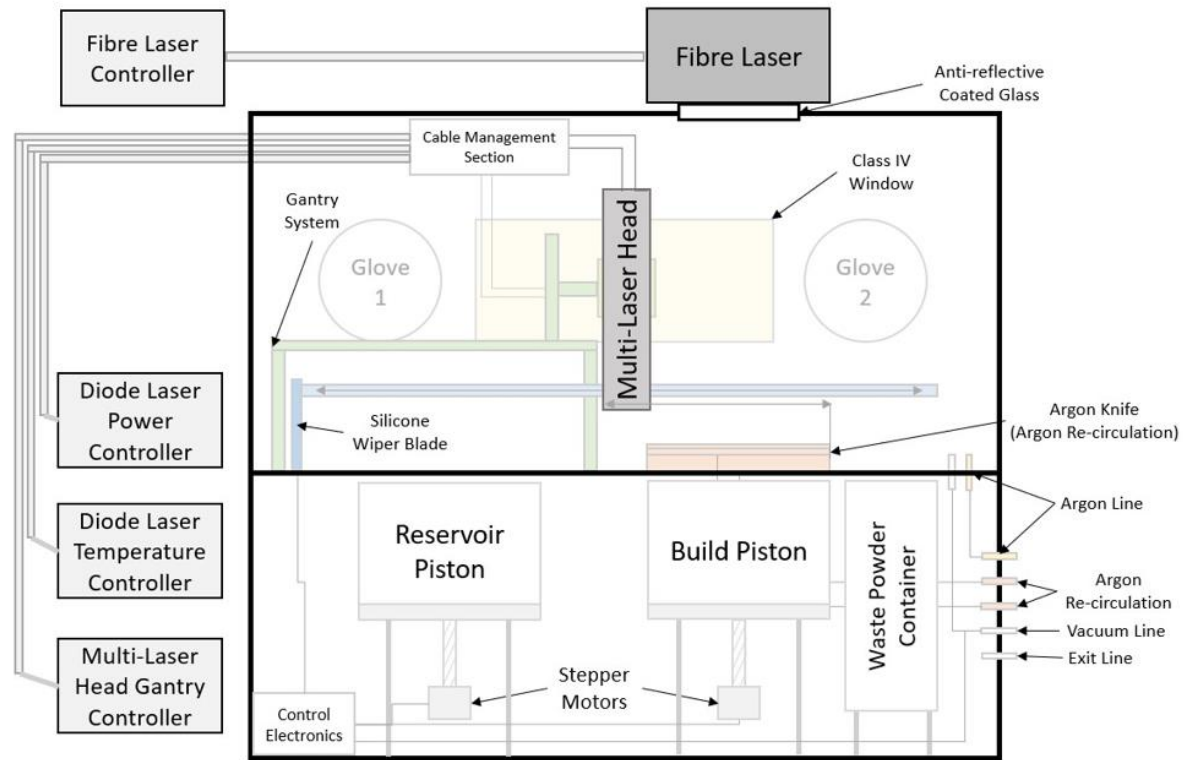 Fibre Laser
Controller
Fibre Laser
Anti-reflective
Coated Glass
Cable Management
Section
Class IV
Window
Gantry
System
Glove
1
Multi-Laser Head
Glove
2
Diode Laser
Power
Controller
Silicone
Wiper Blade
Argon Knife
(Argon Re-circulation)
Diode Laser
Temperature
Controller
Reservoir
Piston
Build Piston
Waste Powder
Container
Argon Line
Argon
Re-circulation
Vacuum Line
Exit Line
Multi-Laser
Head Gantry
Controller
Stepper
Motors
Control
Electronics